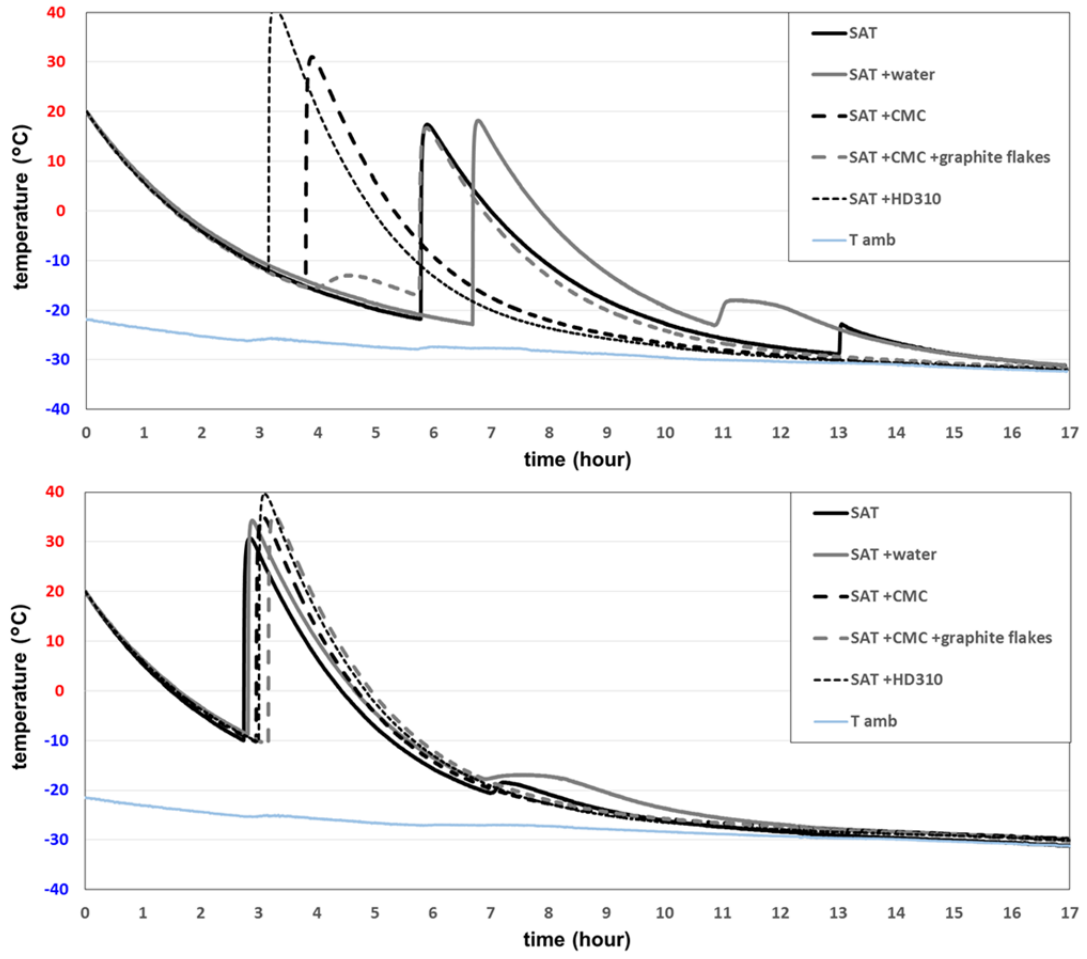 40
30
20
10
0
-10
-20
-30
-40
temperature (°C)
SAT
SAT +water
SAT +CMC
SAT +CMC +graphite flakes
SAT +HD310
T amb
0 1 2 3 4 5 6 7 8 9 10 11 12 13 14 15 16 17
time (hour)
40
30
20
10
0
-10
-20
-30
-40
temperature (°C)
SAT
SAT +water
SAT +CMC
SAT +CMC +graphite flakes
SAT +HD310
T amb
0 1 2 3 4 5 6 7 8 9 10 11 12 13 14 15 16 17
time (hour)